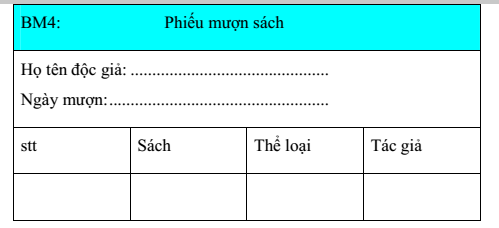 BM4: Phiếu mượn sách
Họ tên độc giả: ...............................................
Ngày mượn:....................................................
stt Sách Thể loại Tác giả